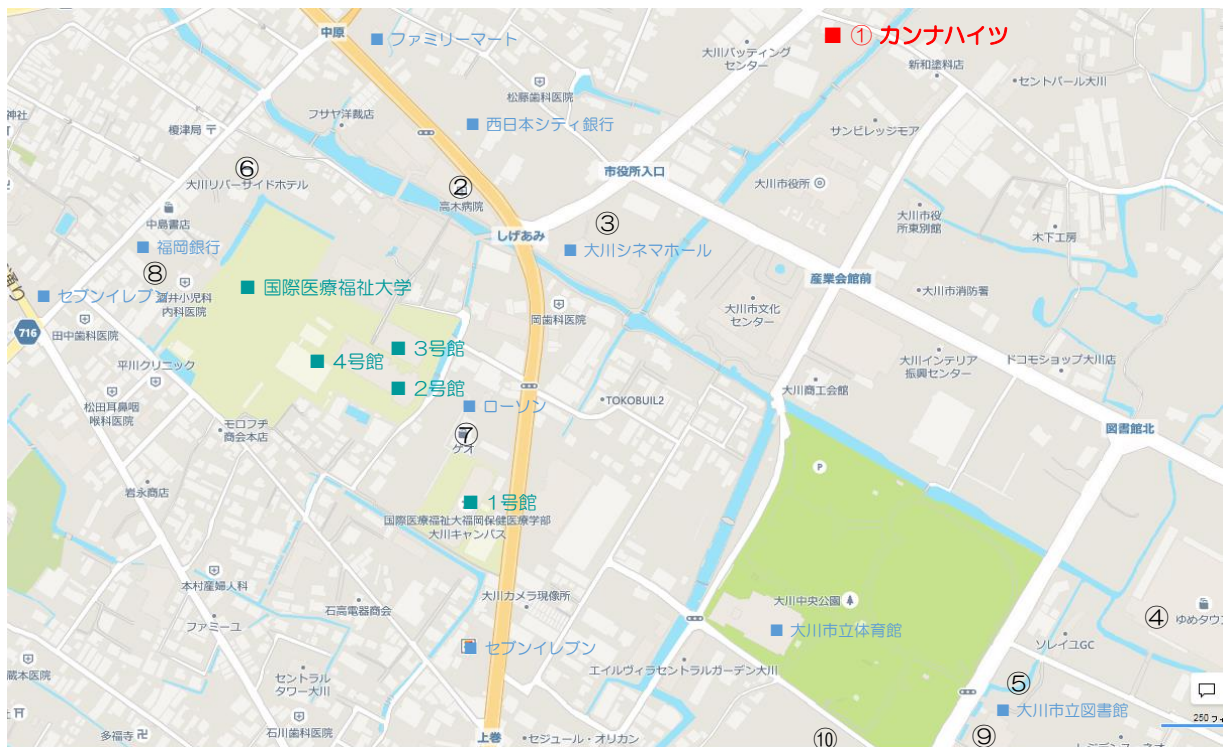 中原
■ ファミリーマート
■ ① カンナハイツ
大川バッティング
センター
新和塗料店
セントパール大川
神社
松藤歯科医院
フサヤ洋裁店
榎津局 〒
■ 西日本シティ銀行
サンビレッジモア
⑥
大川リバーサイドホテル
②
高木病院
市役所入口
大川市役所
中島書店
③
しげあみ
■ 大川シネマホール
大川市役
所東別館
木下工房
■ 福岡銀行
⑧
酒井小児科
内科医院
通り
■ セブンイレブン
■ 国際医療福祉大学
産業会館前
大川市消防署
716
田中歯科医院
岡歯科医院
大川市文化
センター
■ 3号館
■ 4号館
平川クリニック
大川インテリア
振興センター
ドコモショップ大川店
■ 2号館
大川商工会館
松田耳鼻咽
喉科医院
■ ローソン
TOKOBUIL2
モロフヂ
商会本店
⑦
ゲオ
図書館北
P
岩永商店
■ 1号館
国際医療福祉大福岡保健医療学部
大川キャンパス
本村産婦人科
石高電器商会
大川カメラ現像所
大川中央公園
④
ゆめタウン
ファミーユ
■ 大川市立体育館
■ セブンイレブン
ソレイユGC
蔵本医院
セントラル
タワー大川
エイルヴィラセントラルガーデン大川
⑤
■ 大川市立図書館
石川歯科医院
多福寺 卍
上巻
セジュール・オリカン
⑩
⑨
250